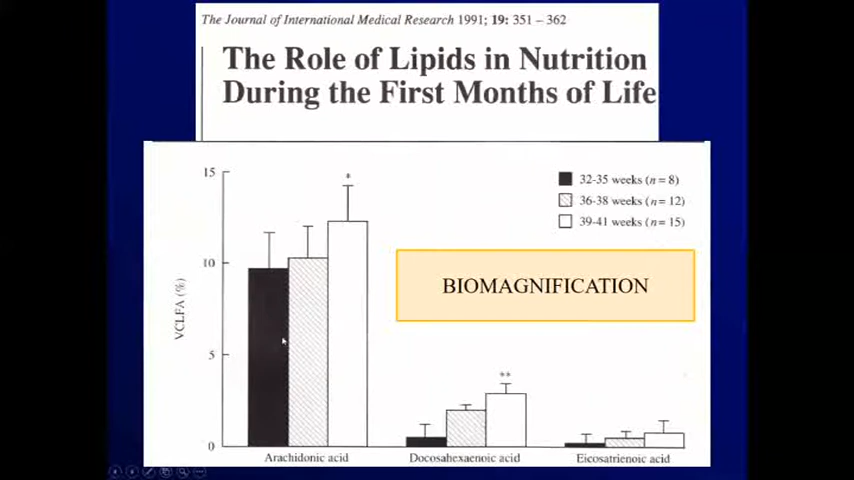 The Journal of International Medical Research 1991; 19: 351 – 362
The Role of Lipids in Nutrition
During the First Months of Life
15
10
5
0
VCLFA (%)
*
**
32-35 weeks (n = 8)
36-38 weeks (n = 12)
39-41 weeks (n = 15)
BIOMAGNIFICATION
Arachidonic acid
Docosahexaenoic acid
Eicosatrienoic acid